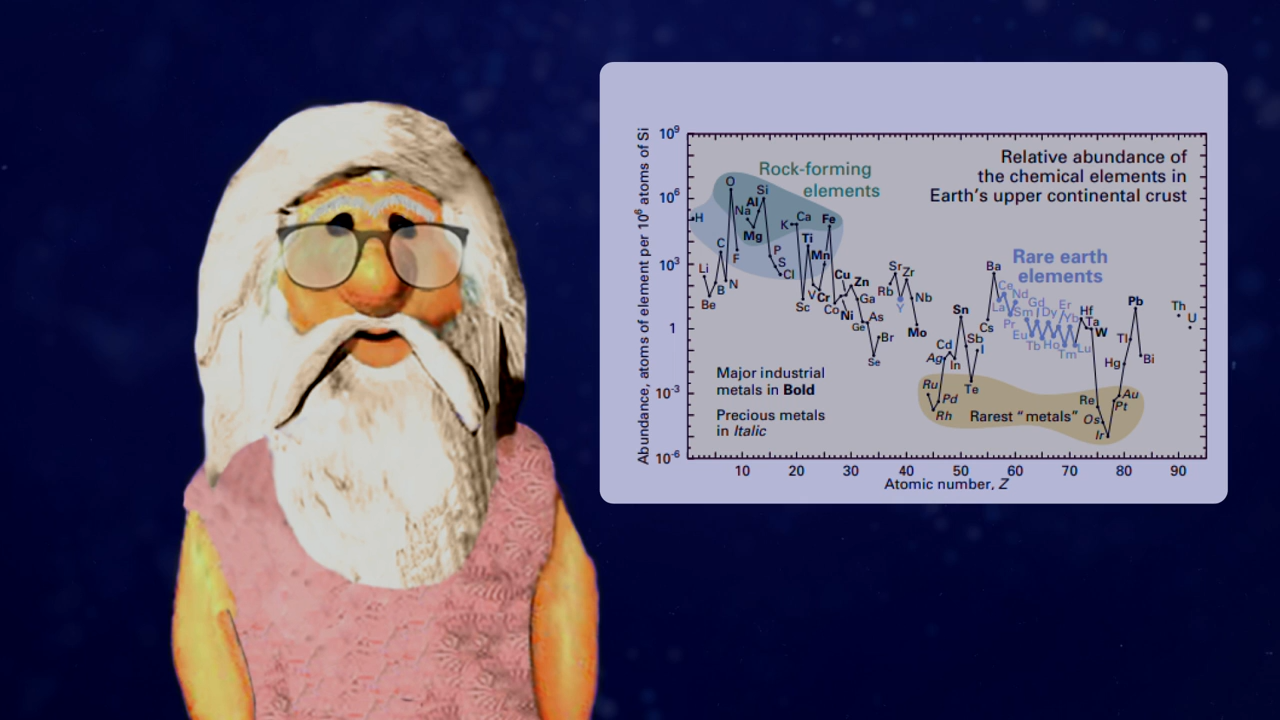 Relative abundance of
the chemical elements in
Earth's upper continental crust
Abundance, atoms of element per 10⁶ atoms of Si
10⁹
10⁶
10³
1
10⁻³
10⁻⁶
Rock-forming
elements
Rare earth
elements
Rarest "metals"
Major industrial
metals in Bold
Precious metals
in Italic
H
Li
Be
B
C
N
O
F
Na
Mg
Al
Si
P
S
Cl
K
Ca
Sc
Ti
V
Cr
Mn
Fe
Co
Ni
Cu
Zn
Ga
Ge
As
Se
Br
Rb
Sr
Y
Zr
Nb
Mo
Ru
Rh
Pd
Ag
Cd
In
Sn
Sb
Te
I
Cs
Ba
La
Ce
Pr
Nd
Sm
Eu
Gd
Tb
Dy
Ho
Er
Tm
Yb
Lu
Hf
Ta
W
Re
Os
Ir
Pt
Au
Hg
Tl
Pb
Bi
Th
U
10 20 30 40 50 60 70 80 90
Atomic number, Z